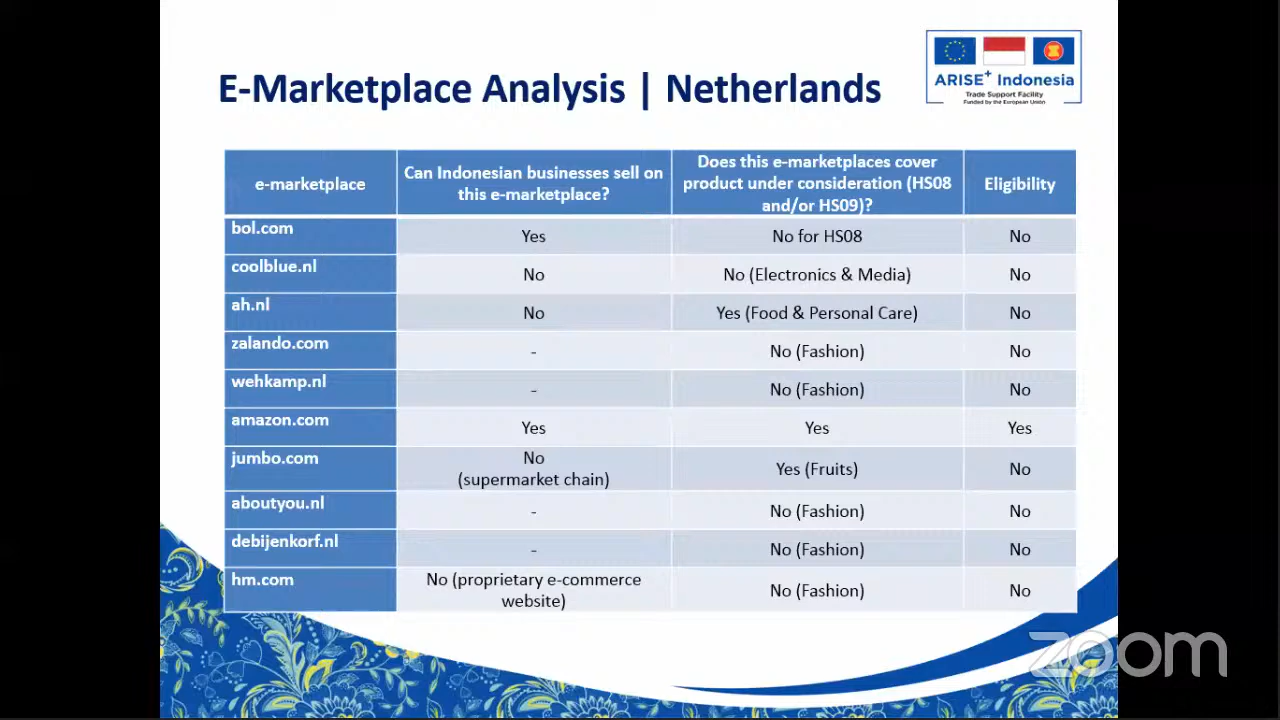 E-Marketplace Analysis | Netherlands
ARISE+ Indonesia
Trade Support Facility
Funded by the European Union
e-marketplace
Can Indonesian businesses sell on
this e-marketplace?
Does this e-marketplaces cover
product under consideration (HS08
and/or HS09)?
Eligibility
bol.com
Yes
No for HS08
No
coolblue.nl
No
No (Electronics & Media)
No
ah.nl
No
Yes (Food & Personal Care)
No
zalando.com
-
No (Fashion)
No
wehkamp.nl
-
No (Fashion)
No
amazon.com
Yes
Yes
Yes
jumbo.com
No
(supermarket chain)
Yes (Fruits)
No
aboutyou.nl
-
No (Fashion)
No
debijenkorf.nl
-
No (Fashion)
No
hm.com
No (proprietary e-commerce
website)
No (Fashion)
No
zoom